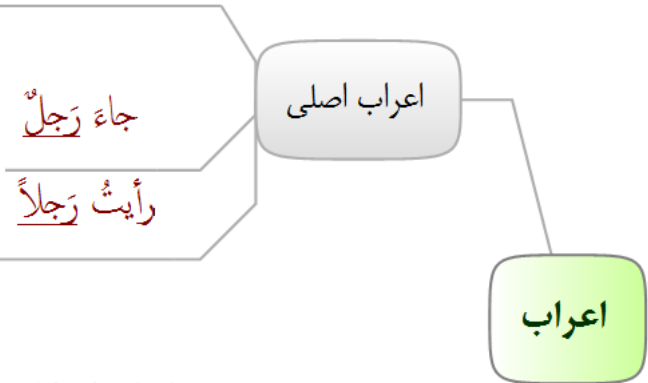 اعراب
اعراب اصلی
جاءَ رَجلٌ
رأیتُ رَجلاً